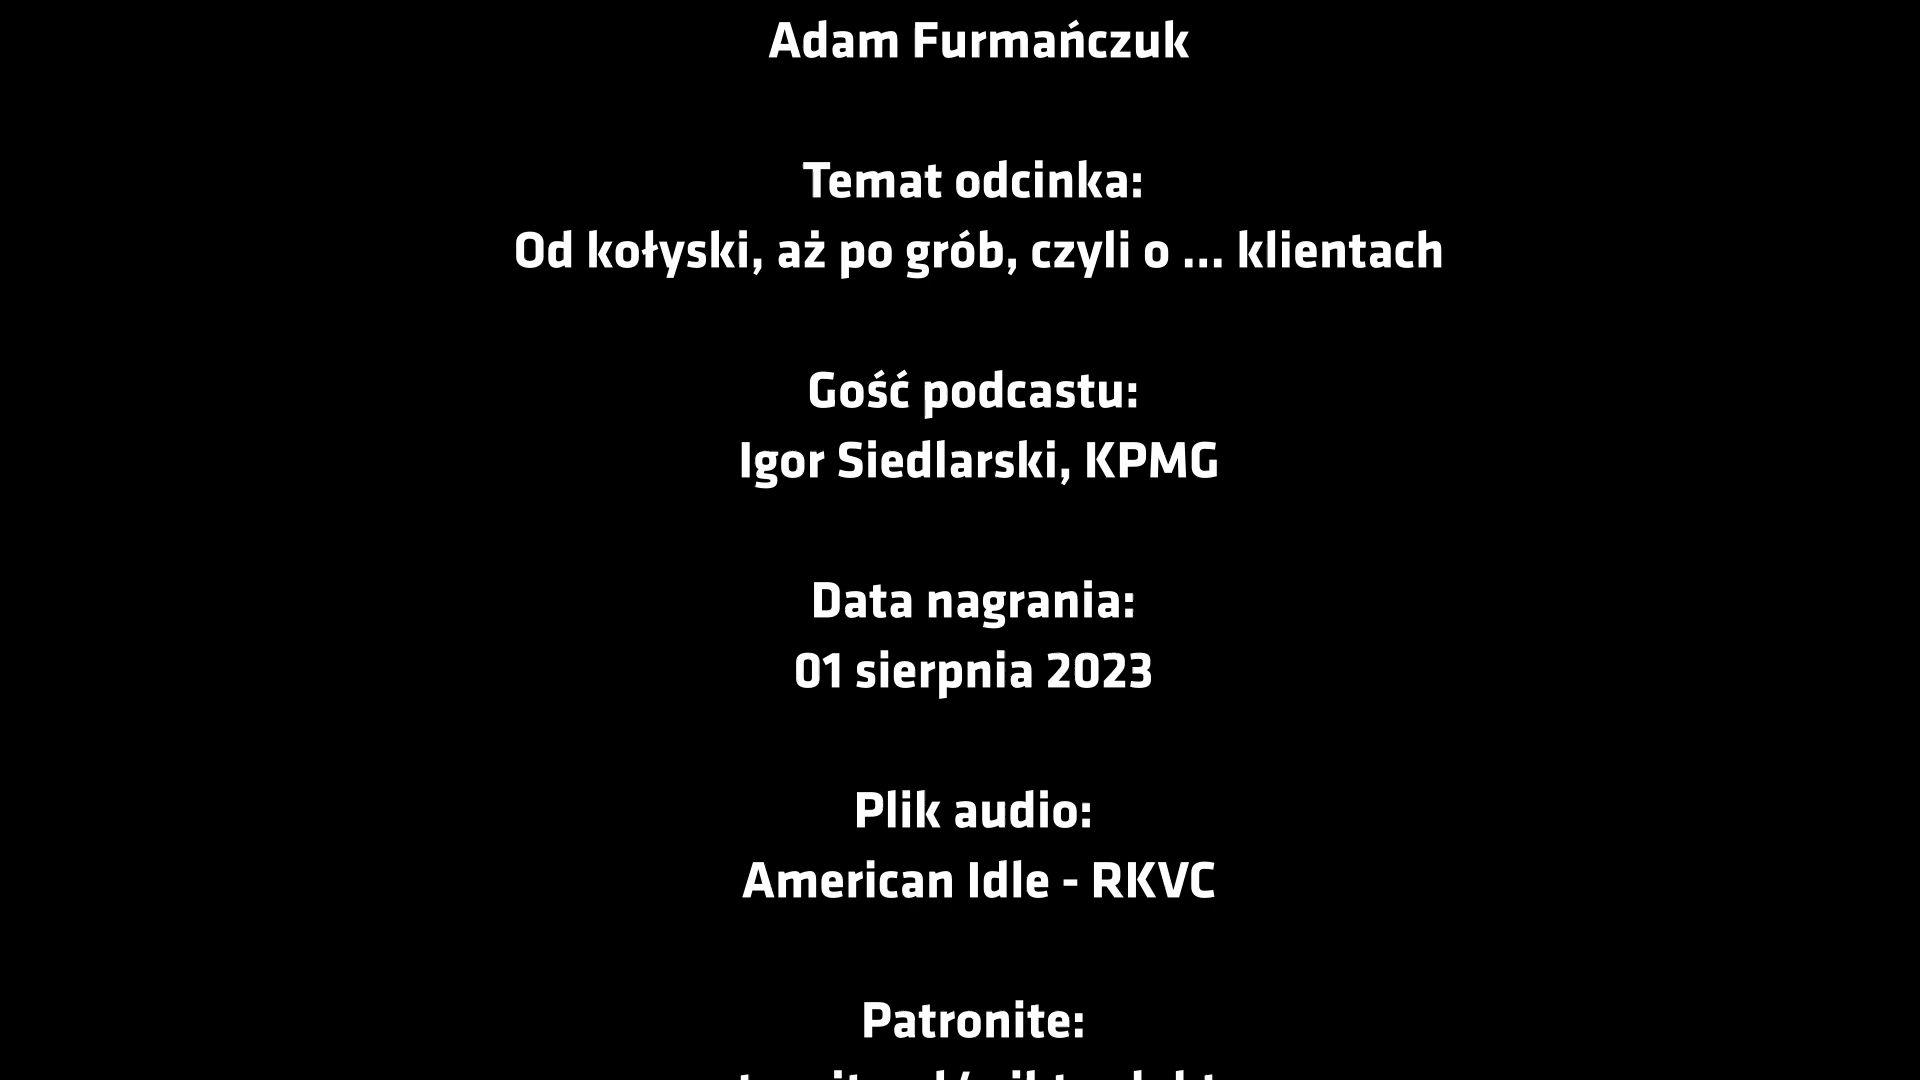 Adam Furmańczuk
Temat odcinka:
Od kołyski, aż po grób, czyli o ... klientach
Gość podcastu:
Igor Siedlarski, KPMG
Data nagrania:
01 sierpnia 2023
Plik audio:
American Idle - RKVC
Patronite: